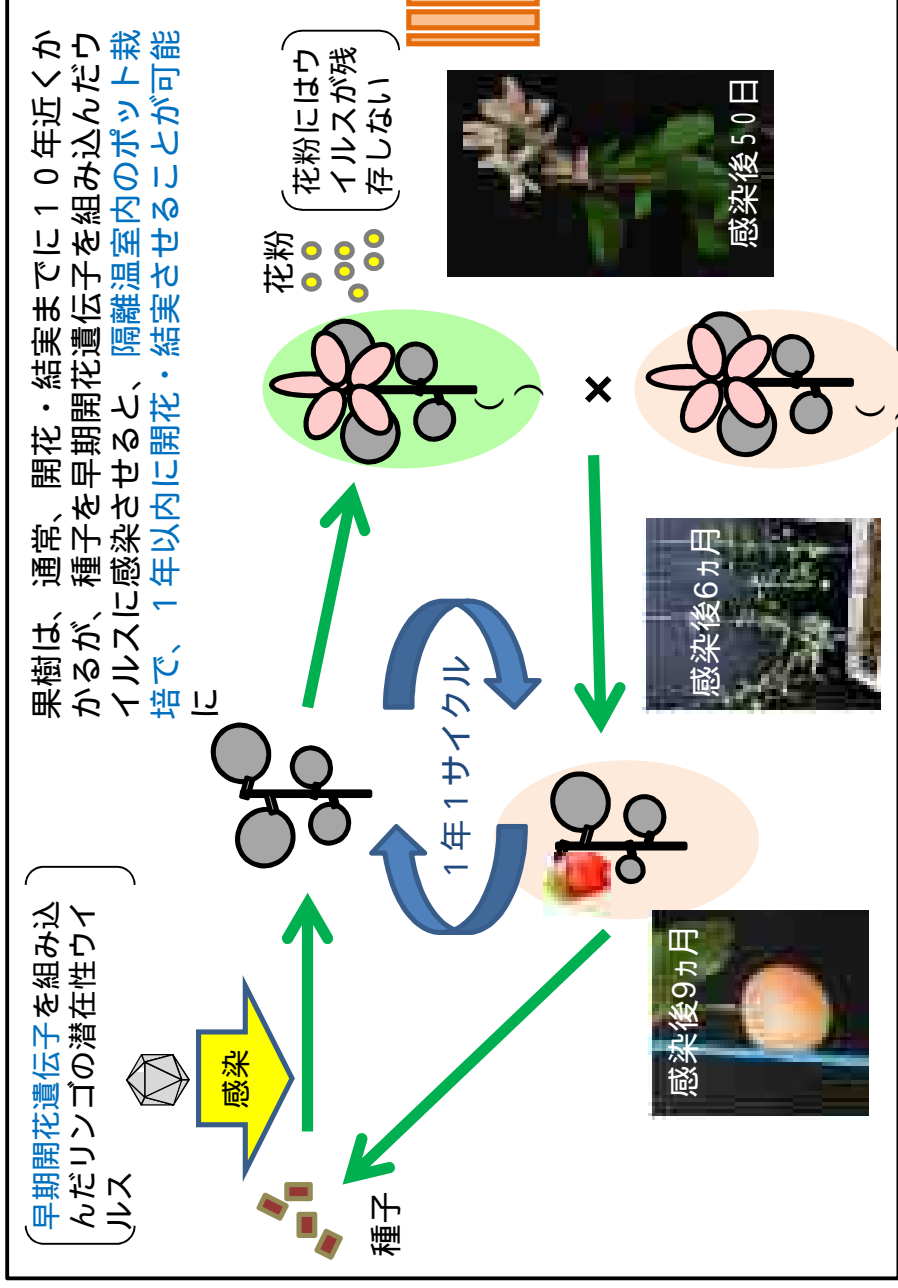 早期開花遺伝子を組み込
んだリンゴの潜在性ウイ
ルス
果樹は、通常、開花・結実までに１０年近くか
かるが、種子を早期開花遺伝子を組み込んだウ
イルスに感染させると、隔離温室内のポット栽
培で、１年以内に開花・結実させることが可能
に
感染
種子
花粉
花粉にはウ
イルスが残
存しない
1年1サイクル
×
感染後５０日
感染後6ヵ月
感染後9ヵ月